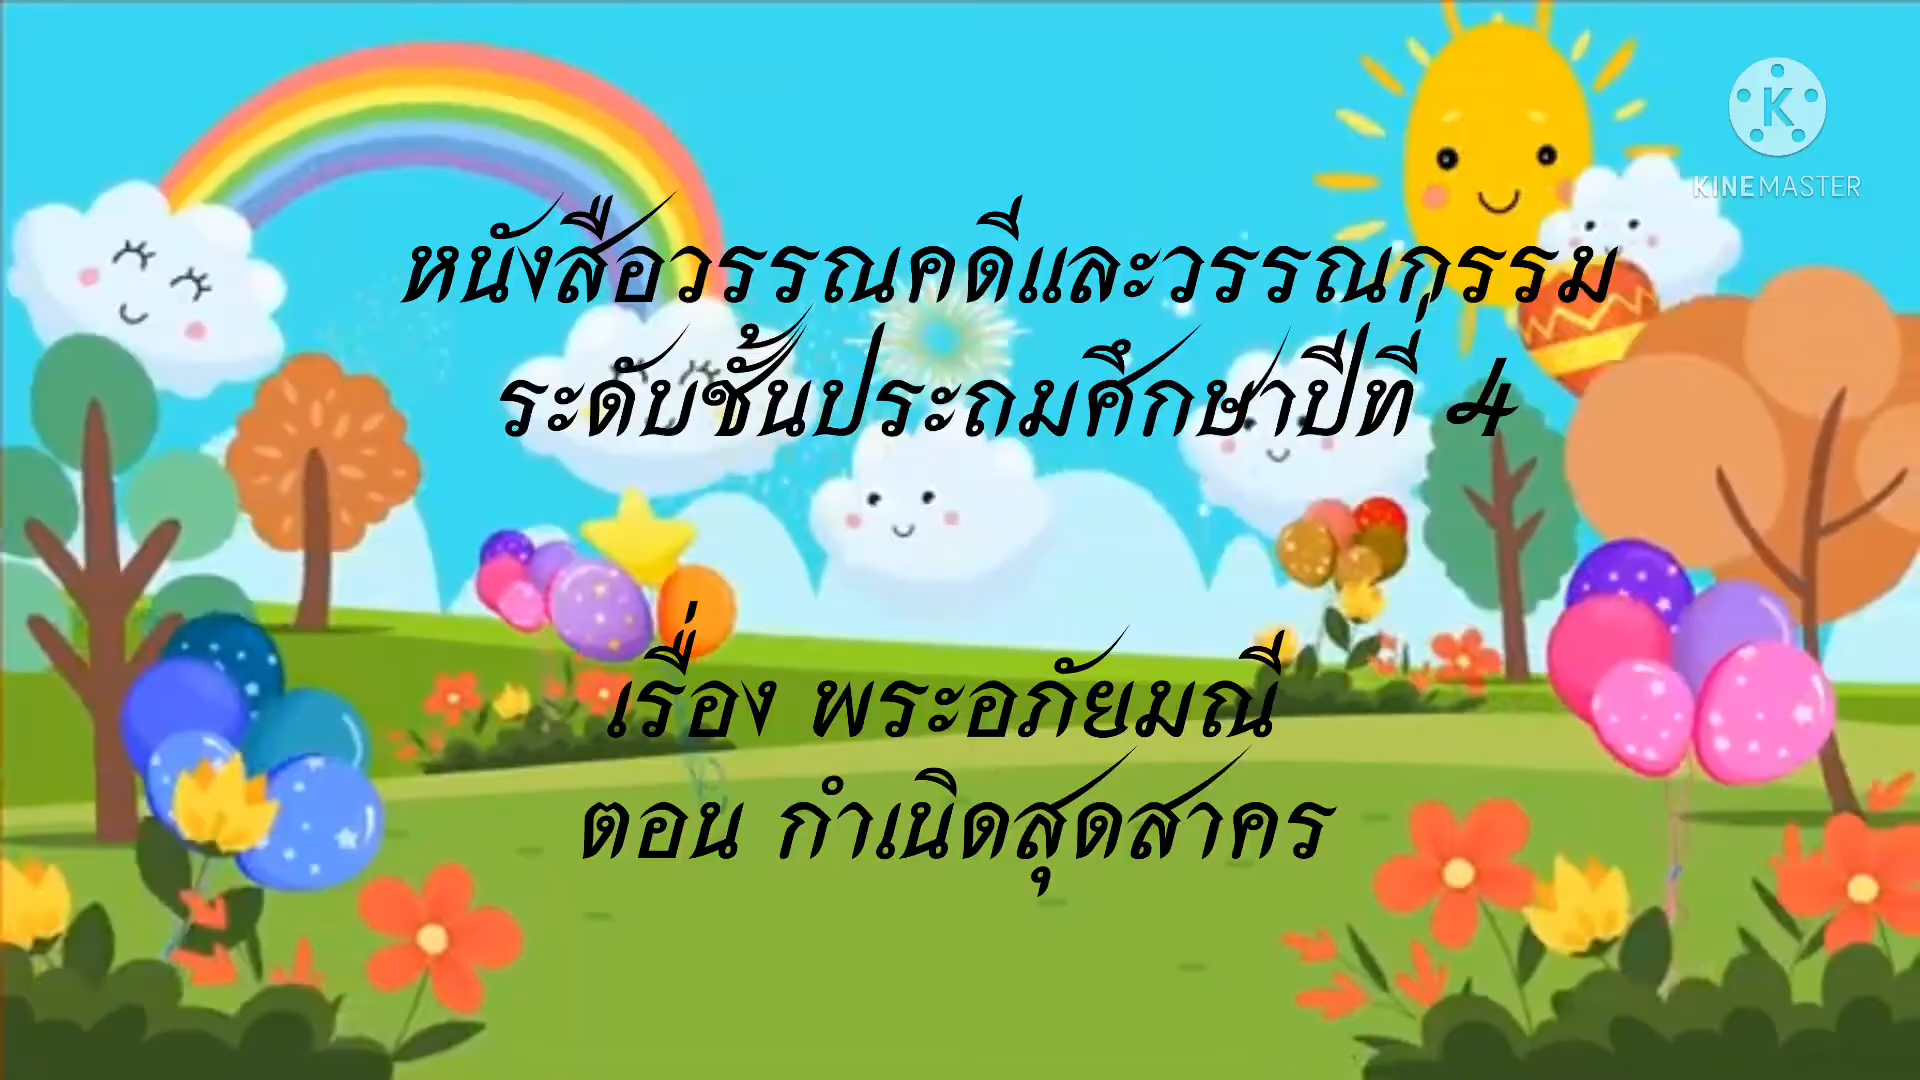 KINEMASTER
หนังสือวรรณคดีและวรรณกรรม
ระดับชั้นประถมศึกษาปีที่ 4
เรื่อง พระอภัยมณี
ตอน กำเนิดสุดสาคร